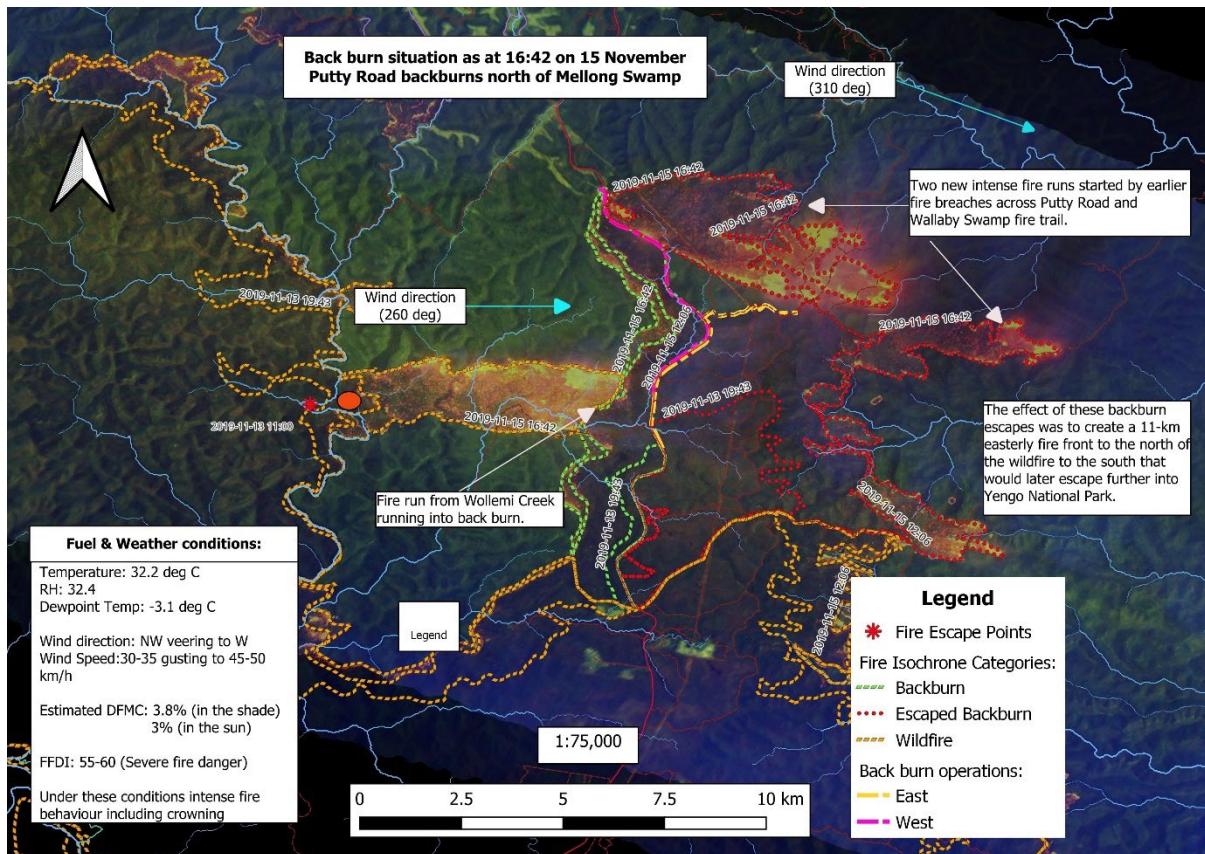 Back burn situation as at 16:42 on 15 November
Putty Road backburns north of Mellong Swamp
Wind direction
(310 deg)
2019-11-15 16:42
2019-11-15 16:42
Two new intense fire runs started by earlier
fire breaches across Putty Road and
Wallaby Swamp fire trail.
2019-11-13 19:43
Wind direction
(260 deg)
2019-11-15 16:42
2019-11-15 12:06
2019-11-15 16:42
2019-11-13 19:43
2019-11-13 11:00
2019-11-15 16:42
The effect of these backburn
escapes was to create a 11-km
easterly fire front to the north of
the wildfire to the south that
would later escape further into
Yengo National Park.
Fire run from Wollemi Creek
running into back burn.
2019-11-13 19:43
2019-11-15 12:06
2019-11-15 12:06
Fuel & Weather conditions:
Temperature: 32.2 deg C
RH: 32.4
Dewpoint Temp: -3.1 deg C
Wind direction: NW veering to W
Wind Speed:30-35 gusting to 45-50
km/h
Estimated DFMC: 3.8% (in the shade)
3% (in the sun)
FFDI: 55-60 (Severe fire danger)
Under these conditions intense fire
behaviour including crowning
Legend
1:75,000
0 2.5 5 7.5 10 km
Legend
Fire Escape Points
Fire Isochrone Categories:
Backburn
Escaped Backburn
Wildfire
Back burn operations:
East
West